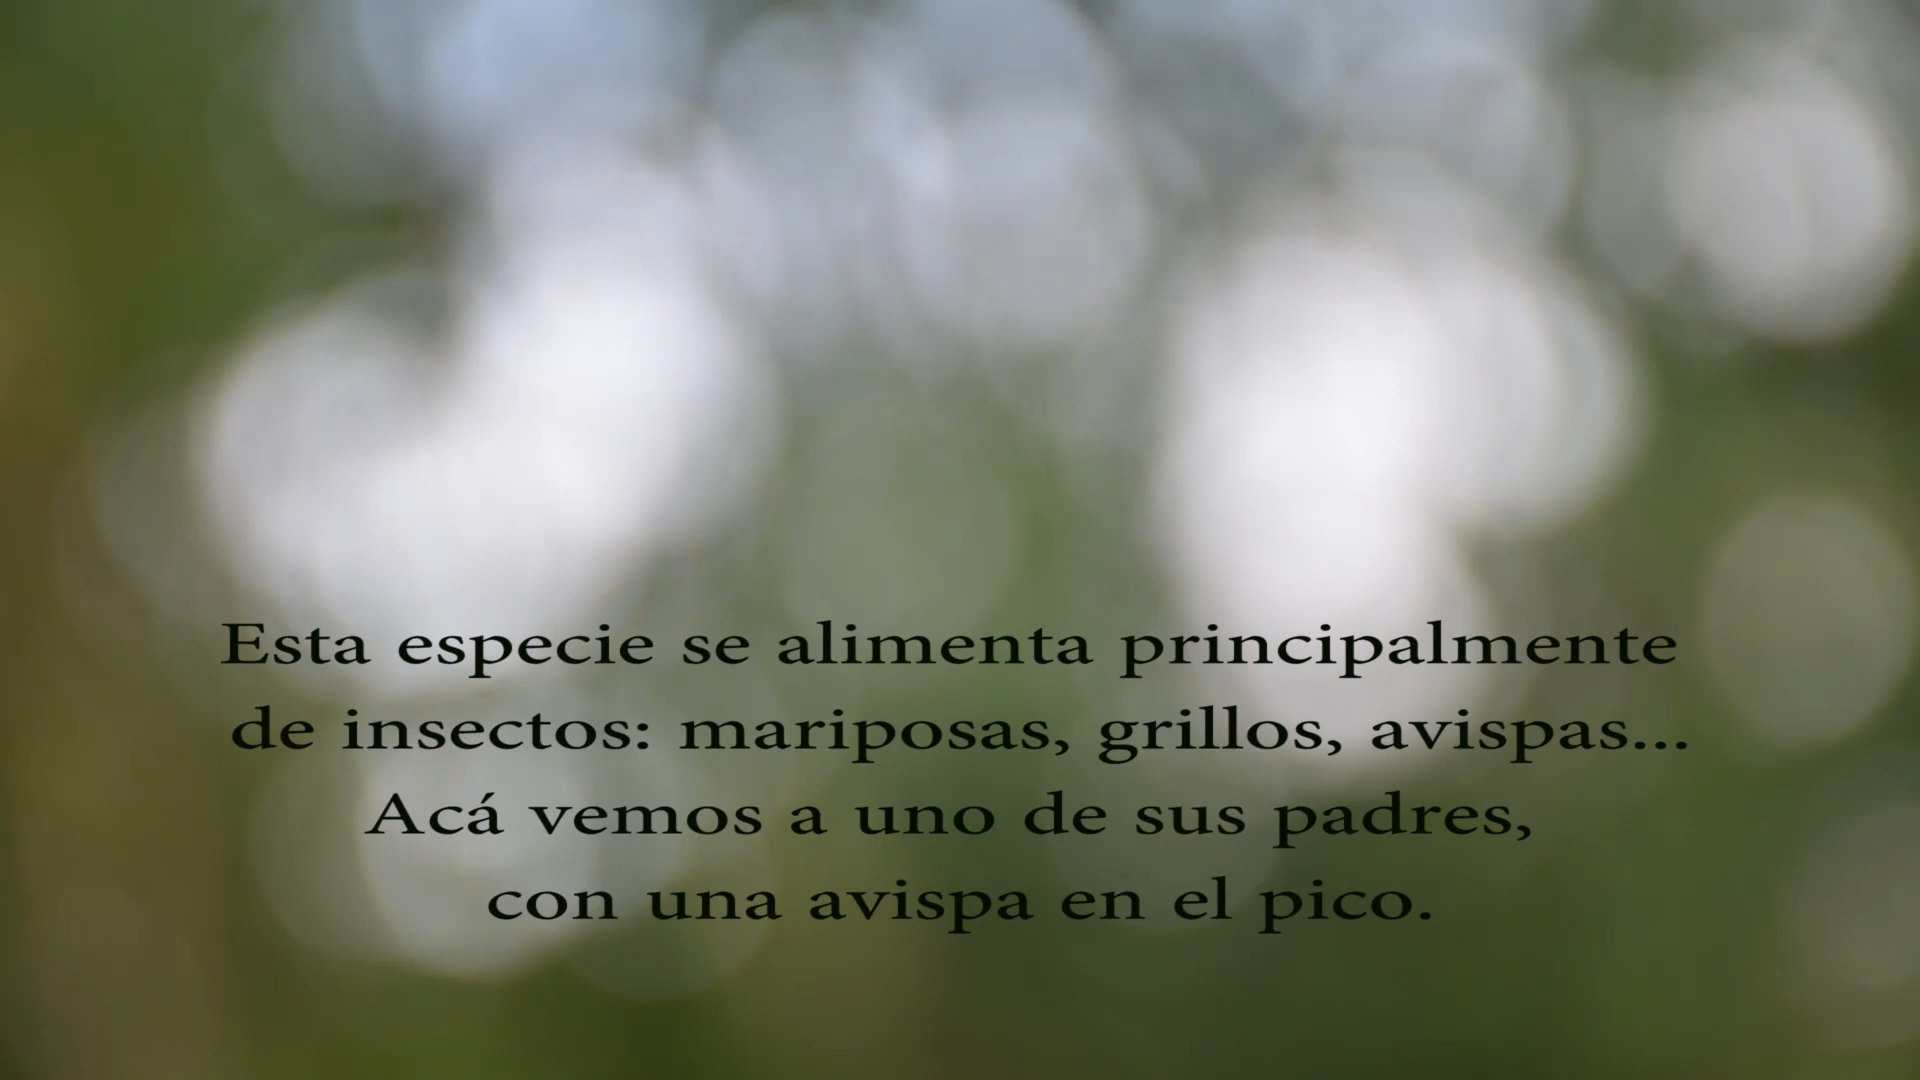 Esta especie se alimenta principalmente
de insectos: mariposas, grillos, avispas...
Acá vemos a uno de sus padres,
con una avispa en el pico.